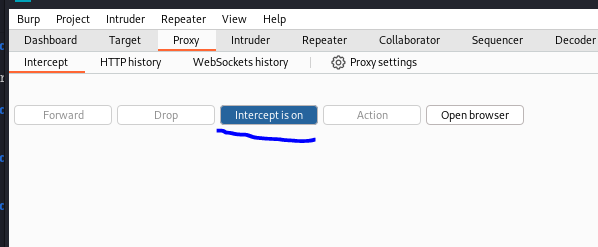 Burp Project Intruder Repeater View Help
Dashboard Target Proxy Intruder Repeater Collaborator Sequencer Decoder
Intercept HTTP history WebSockets history Proxy settings
Forward Drop Intercept is on Action Open browser